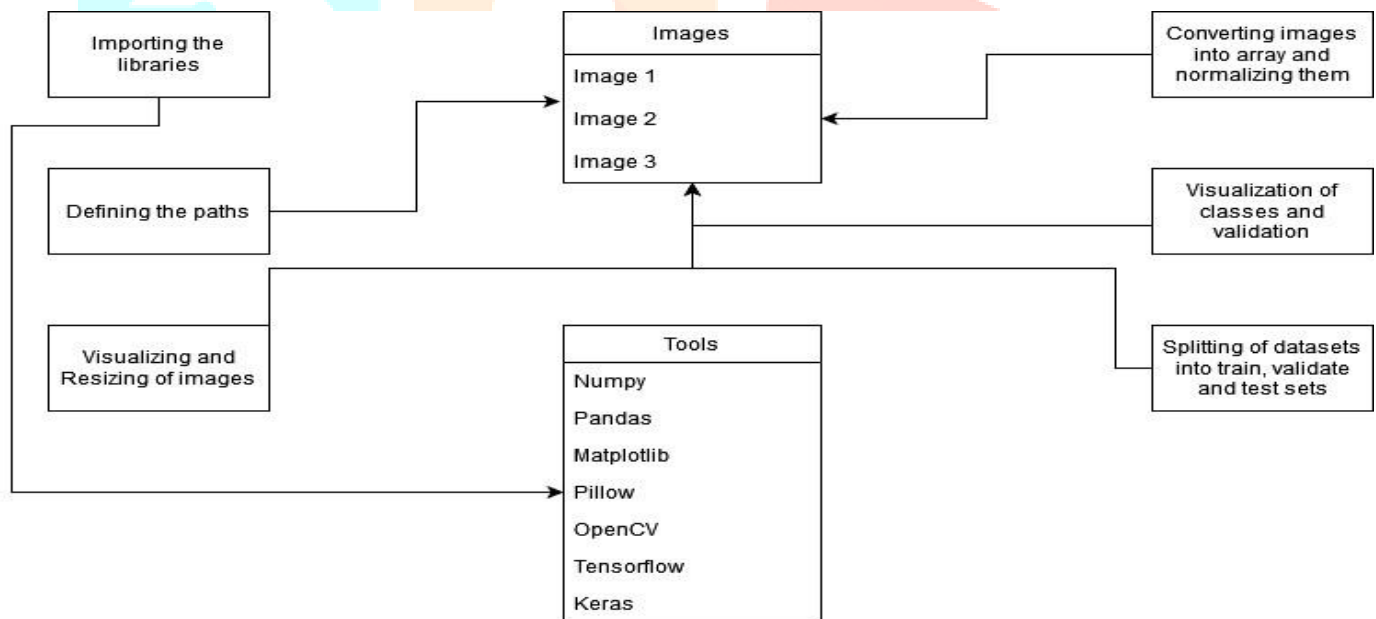 Importing the
libraries
Defining the paths
Visualizing and
Resizing of images
Images
Image 1
Image 2
Image 3
Tools
Numpy
Pandas
Matplotlib
Pillow
OpenCV
Tensorflow
Keras
Converting images
into array and
normalizing them
Visualization of
classes and
validation
Splitting of datasets
into train, validate
and test sets